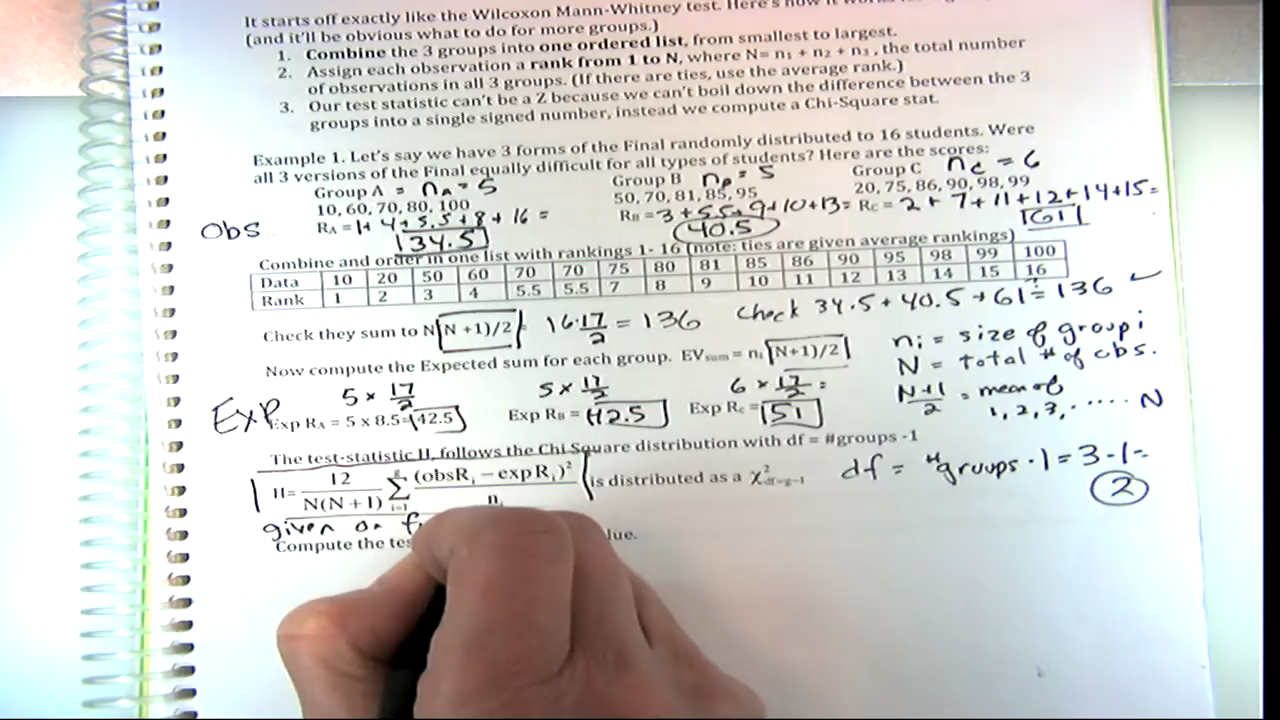 It starts off exactly like the Wilcoxon Mann-Whitney test. Here's how it works for
(and it'll be obvious what to do for more groups.)
1. Combine the 3 groups into one ordered list, from smallest to largest.
2. Assign each observation a rank from 1 to N, where N= n1 + n2 + n3 , the total number
of observations in all 3 groups. (If there are ties, use the average rank.)
3. Our test statistic can't be a Z because we can't boil down the difference between the 3
groups into a single signed number, instead we compute a Chi-Square stat.
Example 1. Let's say we have 3 forms of the Final randomly distributed to 16 students. Were
all 3 versions of the Final equally difficult for all types of students? Here are the scores:
Group A = nA = 5 Group B nB = 5 Group C nC = 6
10, 60, 70, 80, 100 50, 70, 81, 85, 95 20, 75, 86, 90, 98, 99
Obs RA = 1 + 4 + 5.5 + 8 + 16 = RB = 3 + 5.5 + 9 + 10 + 13 = RC = 2 + 7 + 11 + 12 + 14 + 15 =
34.5 40.5 61
Combine and order in one list with rankings 1- 16 (note: ties are given average rankings)
Data 10 20 50 60 70 70 75 80 81 85 86 90 95 98 99 100
Rank 1 2 3 4 5.5 5.5 7 8 9 10 11 12 13 14 15 16
Check they sum to N(N +1)/2 = 16·17/2 = 136 Check 34.5 + 40.5 + 61 = 136 ✓
Now compute the Expected sum for each group. EVsum = ni(N+1)/2
ni = size of group i
N = total # of obs.
N+1/2 = mean of
1, 2, 3, ...... N
5 x 17/2 5 x 17/2 6 x 17/2 =
Exp Exp RA = 5 x 8.5= 42.5 Exp RB = 42.5 Exp RC = 51
The test-statistic H, follows the Chi Square distribution with df = #groups -1
H= 12/N(N +1) ∑ i=1 g (obsRi − expRi)²/ni is distributed as a χ² df=g-1
df = #groups - 1 = 3 - 1 =
2
given on f
Compute the tes lue.